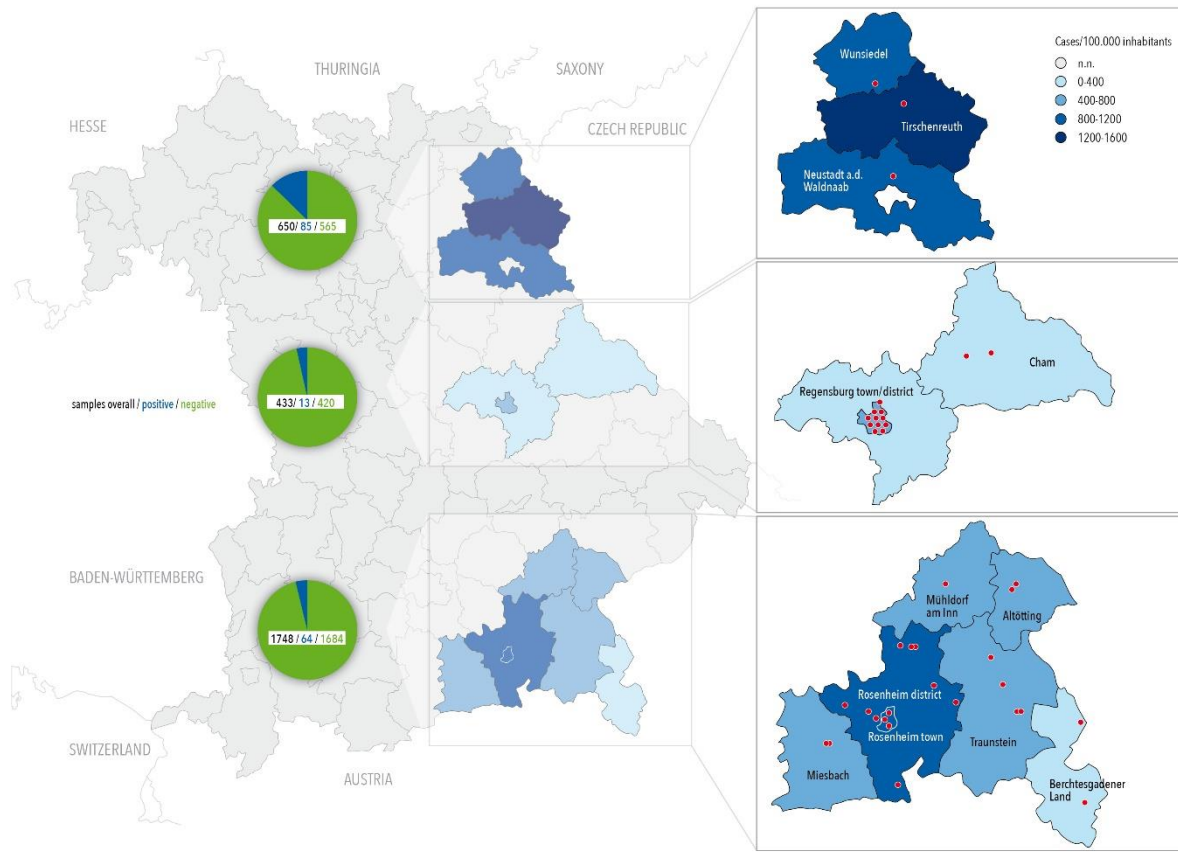 THURINGIA
SAXONY
HESSE
CZECH REPUBLIC
650/ 85 / 565
samples overall / positive / negative
433/ 13 / 420
BADEN-WÜRTTEMBERG
1748 / 64 / 1684
SWITZERLAND
AUSTRIA
Cases/100.000 inhabitants
n.n.
0-400
400-800
800-1200
1200-1600
Wunsiedel
Tirschenreuth
Neustadt a.d.
Waldnaab
Cham
Regensburg town/district
Mühldorf
am Inn
Altötting
Rosenheim district
Rosenheim town
Traunstein
Miesbach
Berchtesgadener
Land